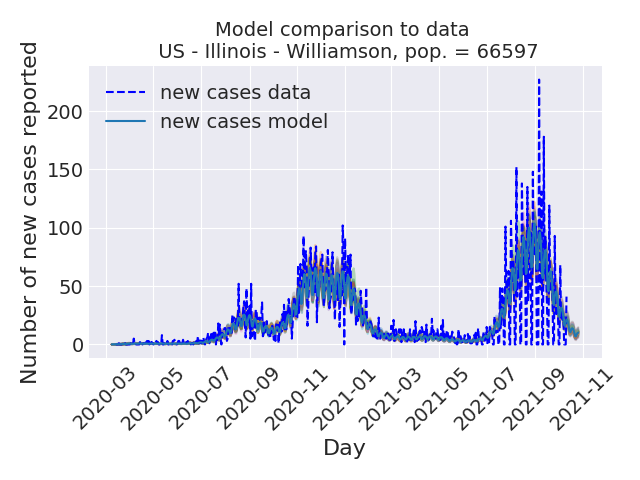 Model comparison to data
US - Illinois - Williamson, pop. = 66597
Number of new cases reported
200
150
100
50
0
new cases data
new cases model
2020-03
2020-05
2020-07
2020-09
2020-11
2021-01
2021-03
2021-05
2021-07
2021-09
2021-11
Day